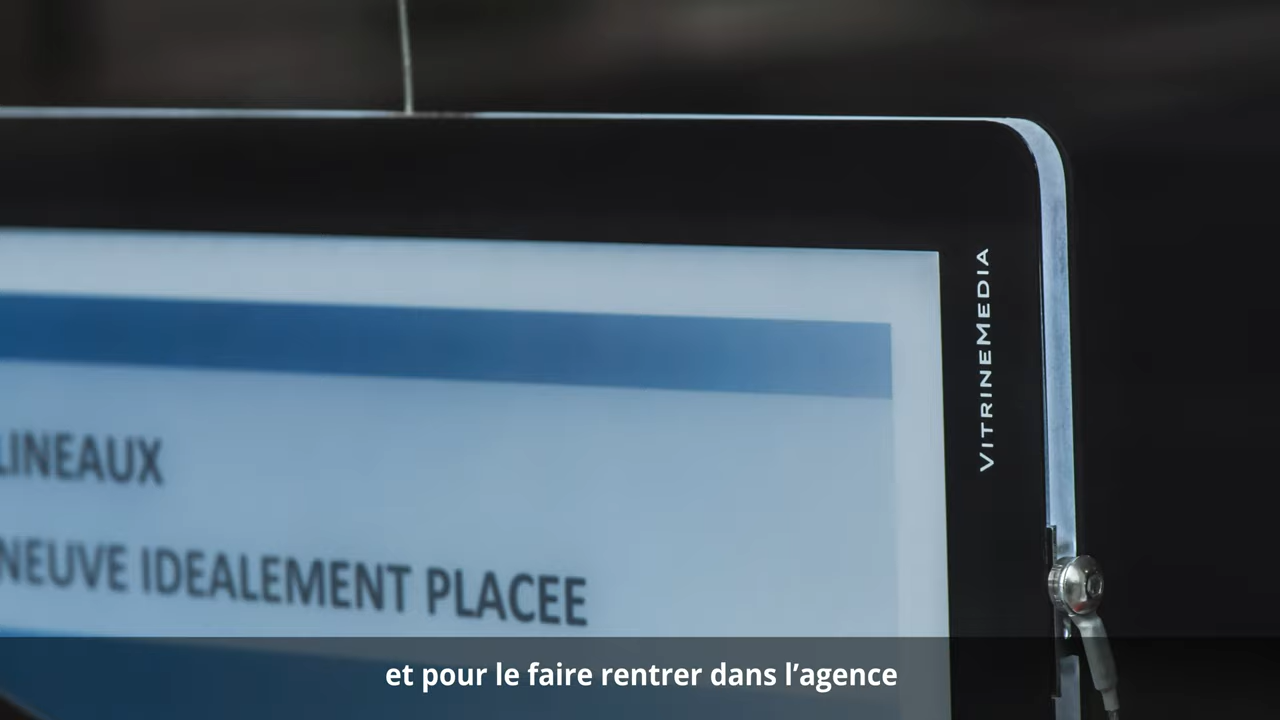 VITRINEMEDIA
LINEAUX
NEUVE IDEALEMENT PLACEE
et pour le faire rentrer dans l’agence